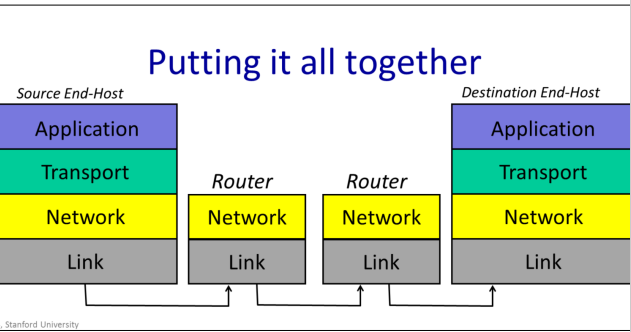 Putting it all together
Source End-Host
Destination End-Host
Application
Transport
Network
Link
Router
Network
Link
Router
Network
Link
Application
Transport
Network
Link
, Stanford University